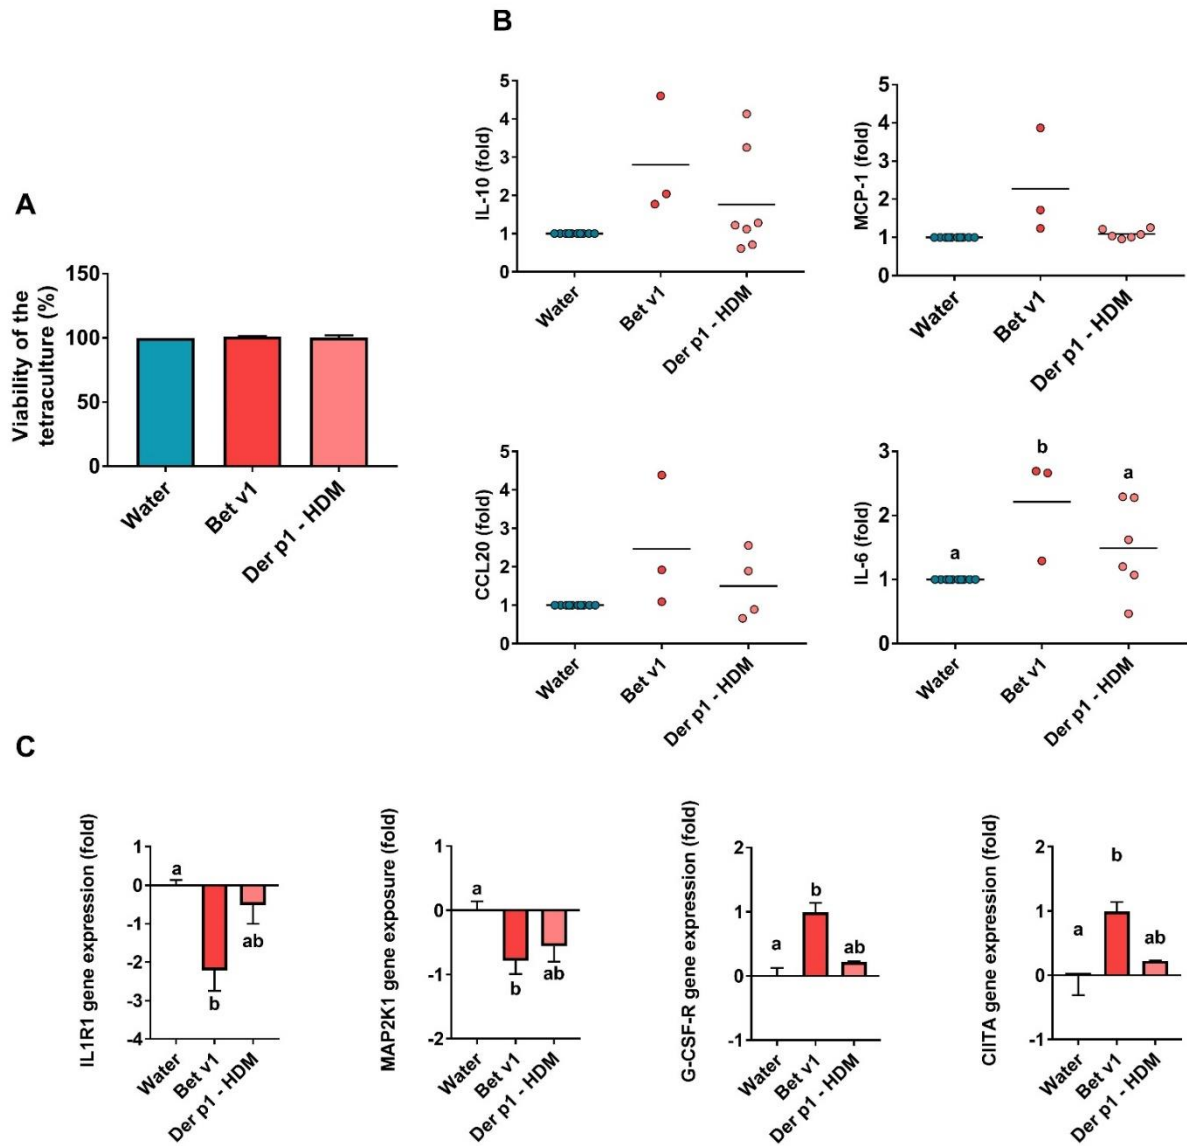 B
A
Viability of the
tetraculture (%)
150
100
50
0
Water
Bet v1
Der p1 - HDM
IL-10 (fold)
5
4
3
2
1
0
Water
Bet v1
Der p1 - HDM
MCP-1 (fold)
5
4
3
2
1
0
Water
Bet v1
Der p1 - HDM
CCL20 (fold)
5
4
3
2
1
0
Water
Bet v1
Der p1 - HDM
IL-6 (fold)
3
2
1
0
a
b
a
Water
Bet v1
Der p1 - HDM
C
IL1R1 gene expression (fold)
1
0
-1
-2
-3
-4
a
b
ab
Water
Bet v1
Der p1 - HDM
MAP2K1 gene exposure (fold)
1
0
-1
-2
a
b
ab
Water
Bet v1
Der p1 - HDM
G-CSF-R gene expression (fold)
2
1
0
-1
a
b
ab
Water
Bet v1
Der p1 - HDM
CIITA gene expression (fold)
2
1
0
-1
a
b
ab
Water
Bet v1
Der p1 - HDM